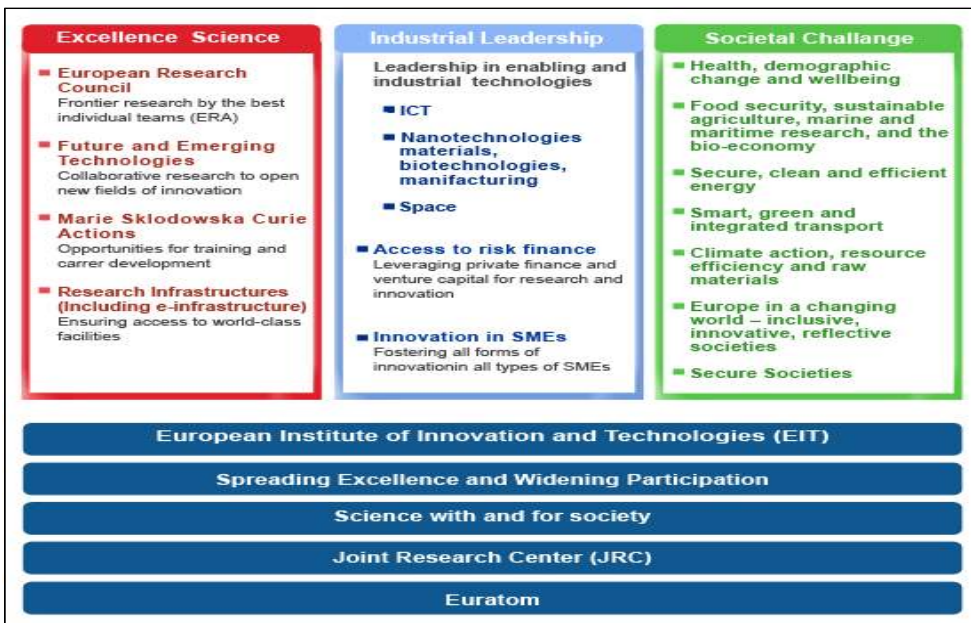 Excellence Science
European Research
Council
Frontier research by the best
individual teams (ERA)
Future and Emerging
Technologies
Collaborative research to open
new fields of innovation
Marie Sklodowska Curie
Actions
Opportunities for training and
carrer development
Research Infrastructures
(Including e-infrastructure)
Ensuring access to world-class
facilities
Industrial Leadership
Leadership in enabling and
industrial technologies
ICT
Nanotechnologies
materials,
biotechnologies,
manifacturing
Space
Access to risk finance
Leveraging private finance and
venture capital for research and
innovation
Innovation in SMEs
Fostering all forms of
innovationin all types of SMEs
Societal Challange
Health, demographic
change and wellbeing
Food security, sustainable
agriculture, marine and
maritime research, and the
bio-economy
Secure, clean and efficient
energy
Smart, green and
integrated transport
Climate action, resource
efficiency and raw
materials
Europe in a changing
world – inclusive,
innovative, reflective
societies
Secure Societies
European Institute of Innovation and Technologies (EIT)
Spreading Excellence and Widening Participation
Science with and for society
Joint Research Center (JRC)
Euratom